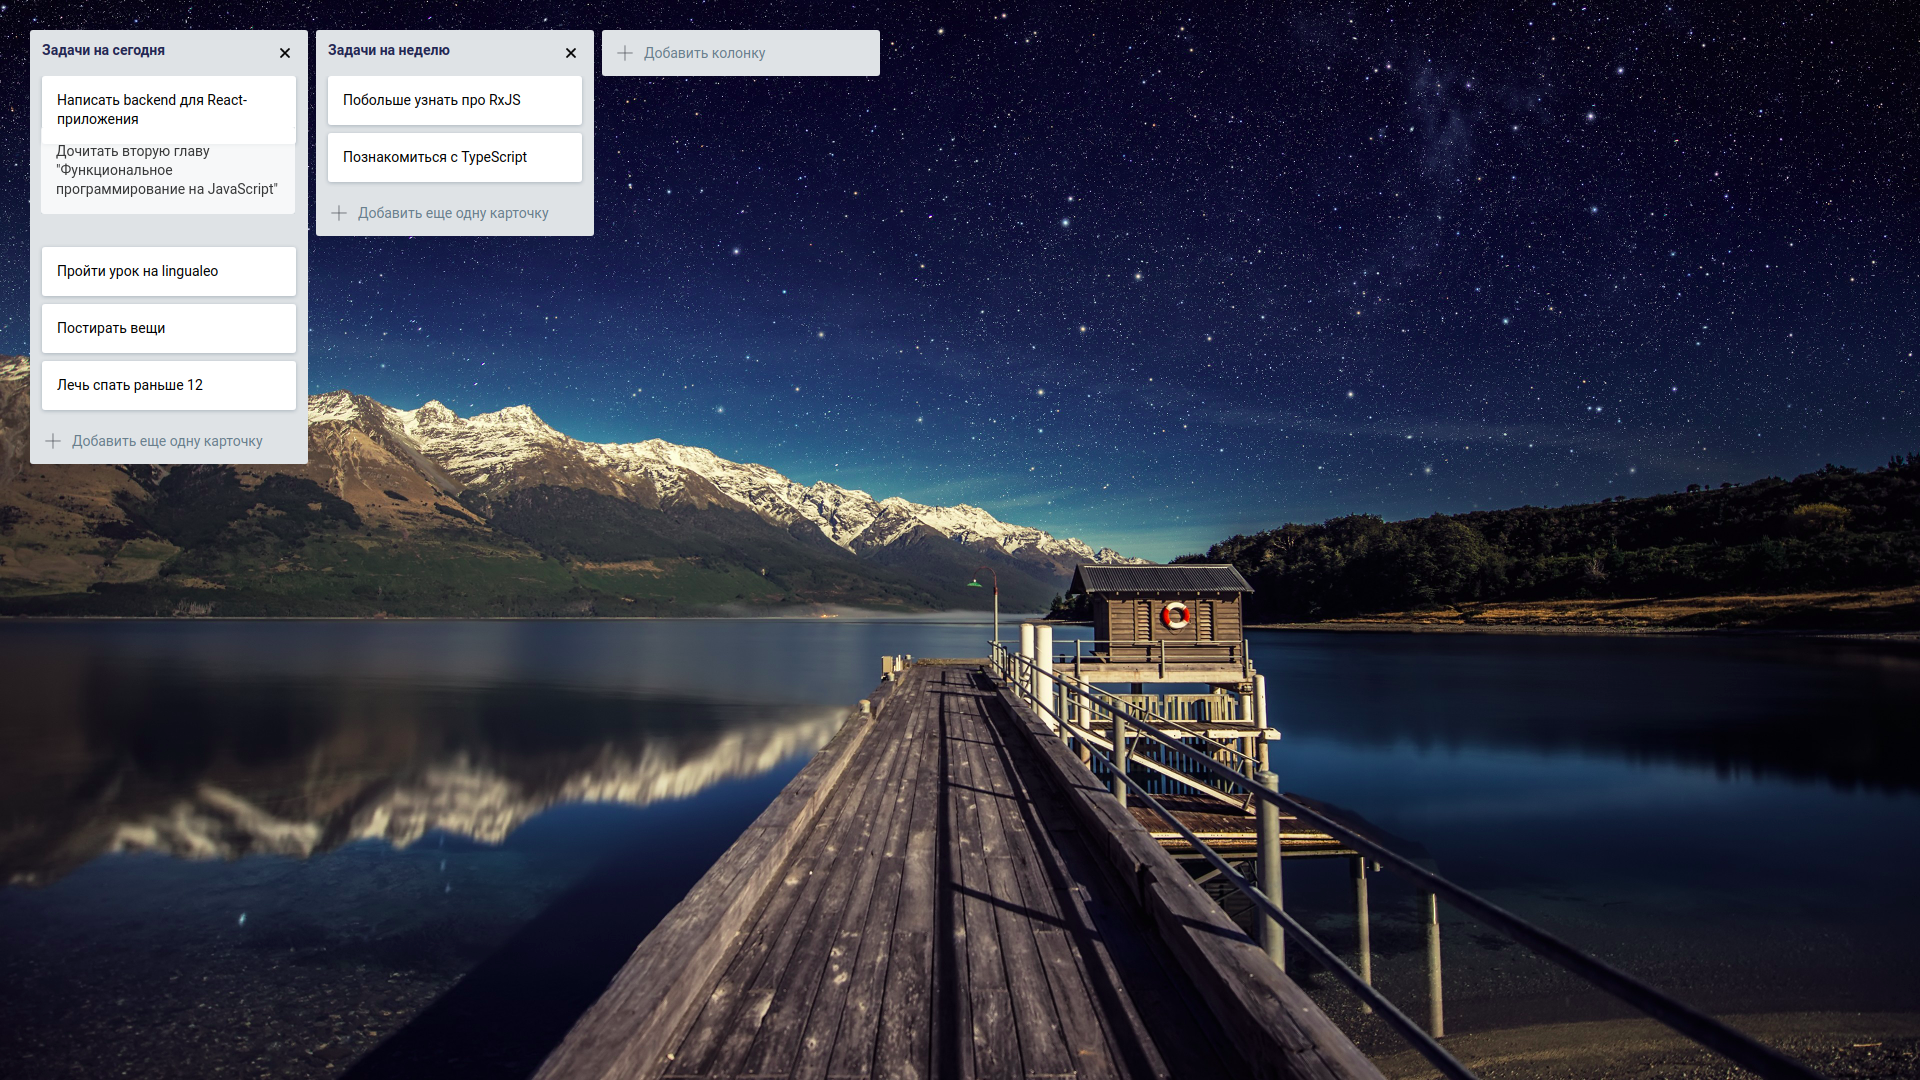 Задачи на сегодня
Написать backend для React-
приложения
Дочитать вторую главу
"Функциональное
программирование на JavaScript"
Пройти урок на lingualeo
Постирать вещи
Лечь спать раньше 12
Добавить еще одну карточку
Задачи на неделю
Побольше узнать про RxJS
Познакомиться с TypeScript
Добавить еще одну карточку
Добавить колонку